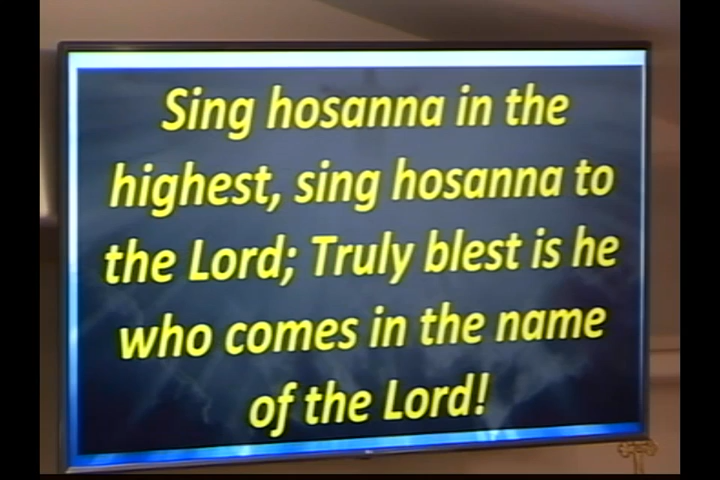 Sing hosanna in the
highest, sing hosanna to
the Lord; Truly blest is he
who comes in the name
of the Lord!